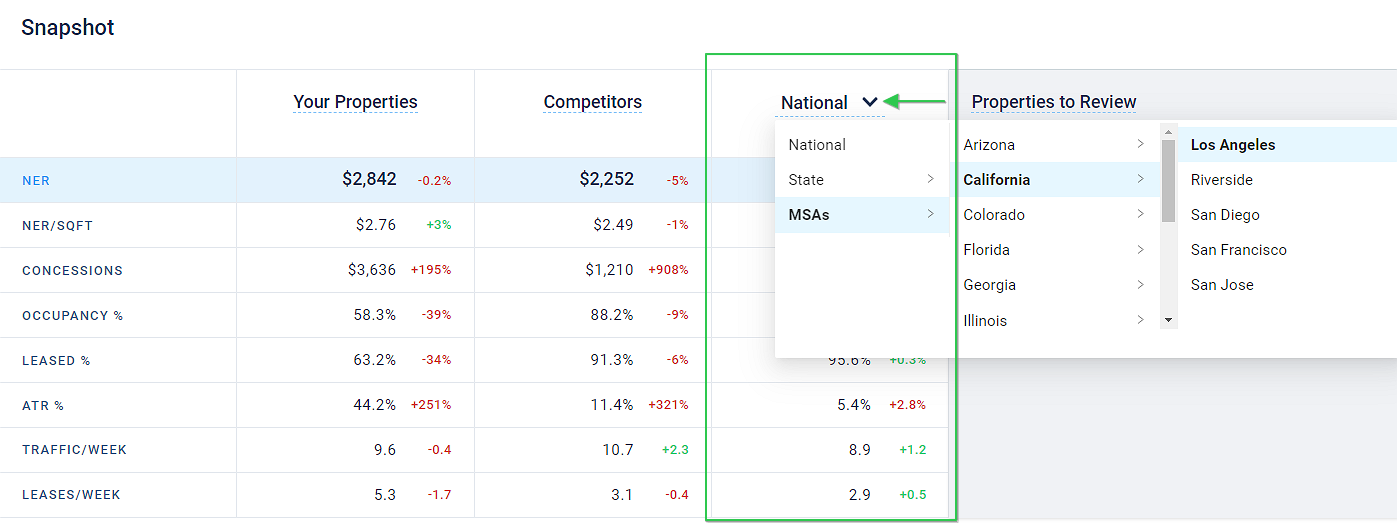 Snapshot
Your Properties Competitors National Properties to Review
National Arizona Los Angeles
NER $2,842 -0.2% $2,252 -5% State California Riverside
NER/SQFT $2.76 +3% $2.49 -1% MSAs Colorado San Diego
Florida San Francisco
CONCESSIONS $3,636 +195% $1,210 +908% Georgia San Jose
OCCUPANCY % 58.3% -39% 88.2% -9% Illinois
LEASED % 63.2% -34% 91.3% -6% 95.6% +0.3%
ATR % 44.2% +251% 11.4% +321% 5.4% +2.8%
TRAFFIC/WEEK 9.6 -0.4 10.7 +2.3 8.9 +1.2
LEASES/WEEK 5.3 -1.7 3.1 -0.4 2.9 +0.5